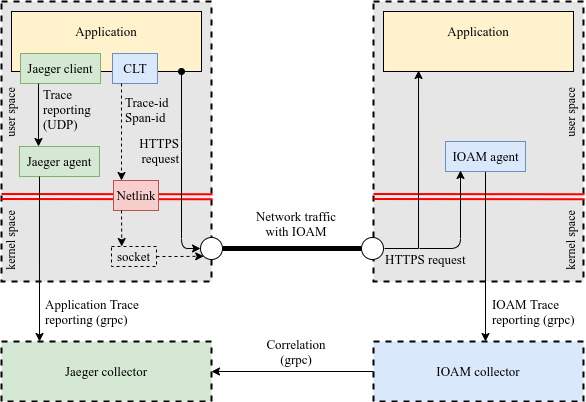 Application
Jaeger client
CLT
Trace
reporting
(UDP)
Trace-id
Span-id
HTTPS
request
user space
Jaeger agent
Netlink
kernel space
socket
Network traffic
with IOAM
Application
user space
IOAM agent
kernel space
HTTPS request
Application Trace
reporting (grpc)
IOAM Trace
reporting (grpc)
Jaeger collector
Correlation
(grpc)
IOAM collector